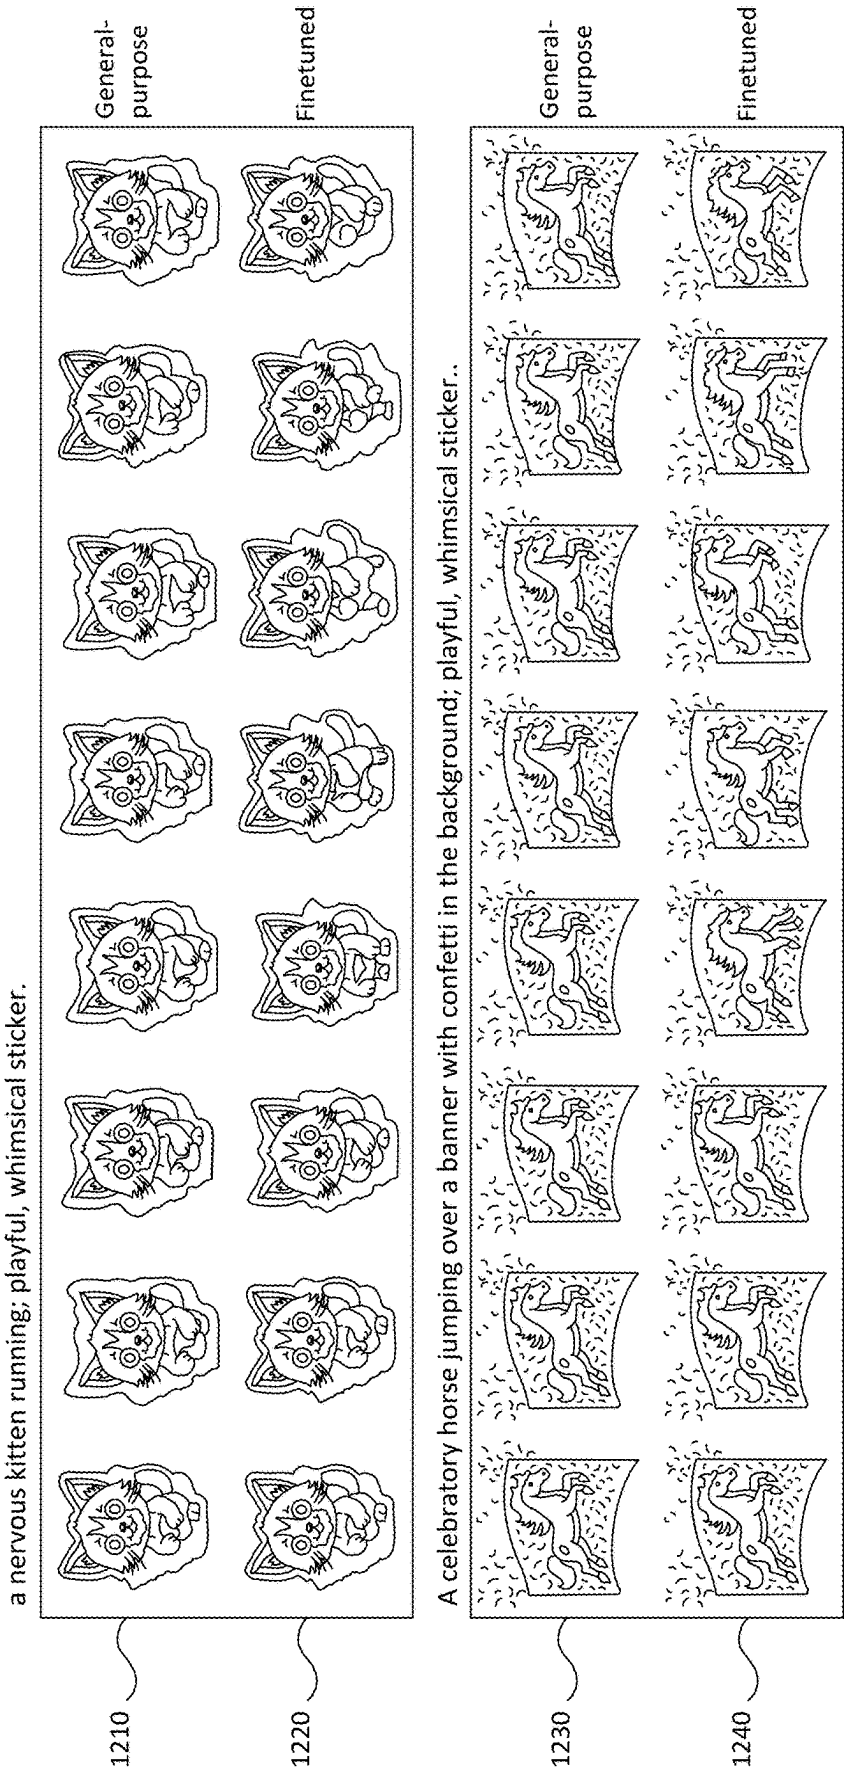 a nervous kitten running; playful, whimsical sticker.
1210
General-
purpose
1220
Finetuned
A celebratory horse jumping over a banner with confetti in the background; playful, whimsical sticker..
1230
General-
purpose
1240
Finetuned